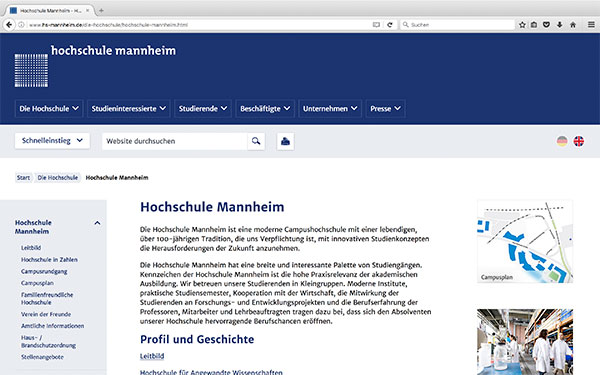 Hochschule Mannheim - H...
www.hs-mannheim.de/die-hochschule/hochschule-mannheim.html
Suchen
hochschule mannheim
Die Hochschule
Studieninteressierte
Studierende
Beschäftigte
Unternehmen
Presse
Schnelleinstieg
Website durchsuchen
Start
Die Hochschule
Hochschule Mannheim
Hochschule
Mannheim
Leitbild
Hochschule in Zahlen
Campusrundgang
Campusplan
Familienfreundliche
Hochschule
Verein der Freunde
Amtliche Informationen
Haus- /
Brandschutzordnung
Stellenangebote
Hochschule Mannheim
Die Hochschule Mannheim ist eine moderne Campushochschule mit einer lebendigen,
über 100-jährigen Tradition, die uns Verpflichtung ist, mit innovativen Studienkonzepten
die Herausforderungen der Zukunft anzunehmen.
Die Hochschule Mannheim hat eine breite und interessante Palette von Studiengängen.
Kennzeichen der Hochschule Mannheim ist die hohe Praxisrelevanz der akademischen
Ausbildung. Wir betreuen unsere Studierenden in Kleingruppen. Moderne Institute,
praktische Studiensemester, Kooperation mit der Wirtschaft, die Mitwirkung der
Studierenden an Forschungs- und Entwicklungsprojekten und die Berufserfahrung der
Professoren, Mitarbeiter und Lehrbeauftragten tragen dazu bei, dass sich den Absolventen
unserer Hochschule hervorragende Berufschancen eröffnen.
Profil und Geschichte
Leitbild
Hochschule für Angewandte Wissenschaften
Campusplan